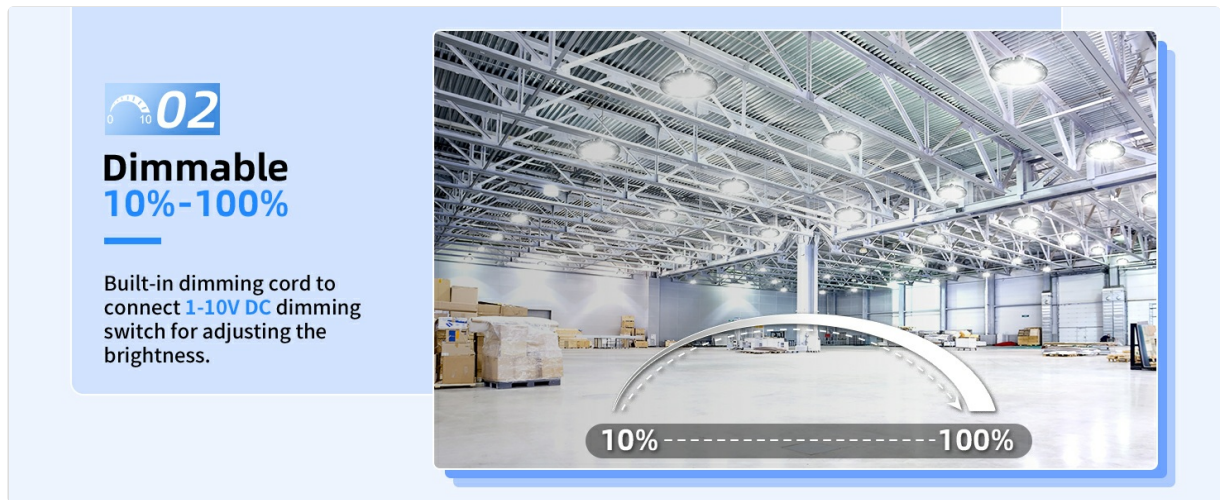 0 10 02
Dimmable
10%-100%
Built-in dimming cord to
connect 1-10V DC dimming
switch for adjusting the
brightness.
10% 100%